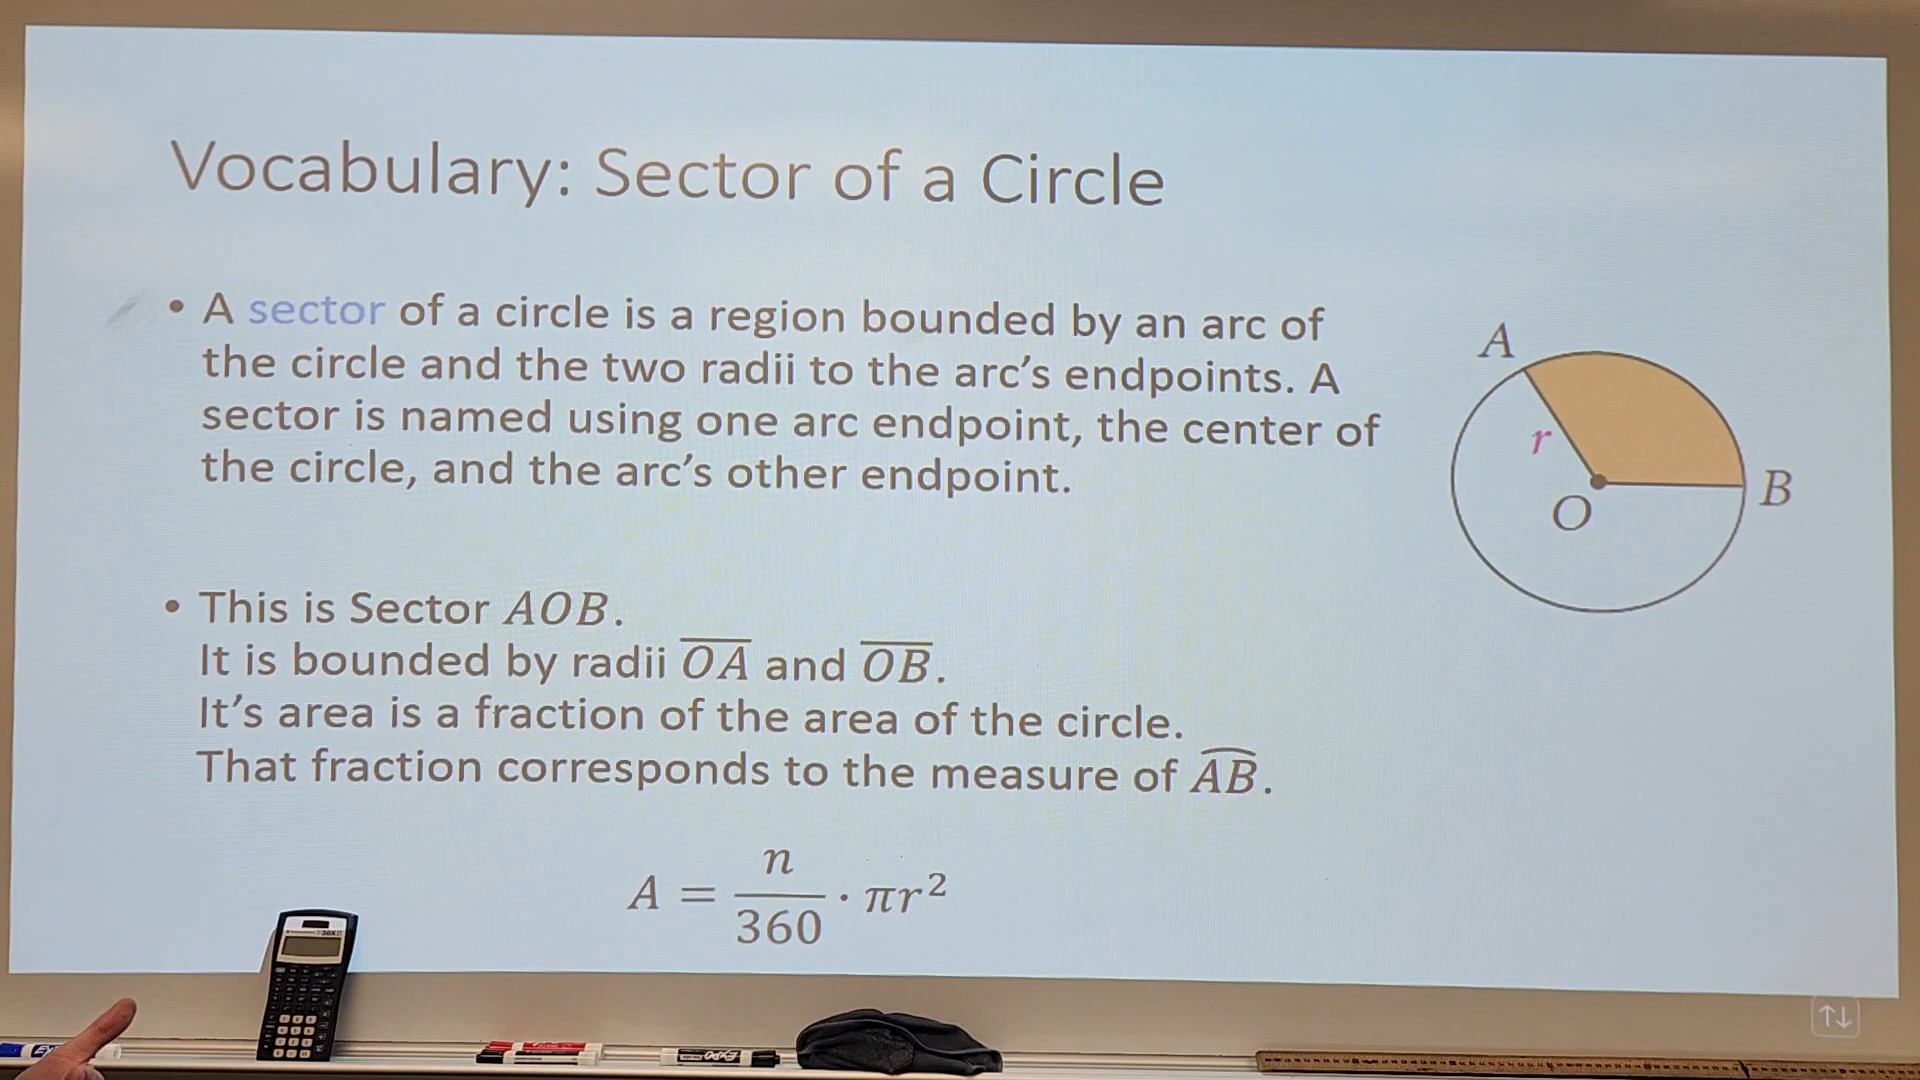 Vocabulary: Sector of a Circle
• A sector of a circle is a region bounded by an arc of
the circle and the two radii to the arc's endpoints. A
sector is named using one arc endpoint, the center of
the circle, and the arc's other endpoint.
A
r
O
B
• This is Sector AOB.
It is bounded by radii O̅A̅ and O̅B̅.
It's area is a fraction of the area of the circle.
That fraction corresponds to the measure of A͡B.
A = n/360 · πr²
EXPO